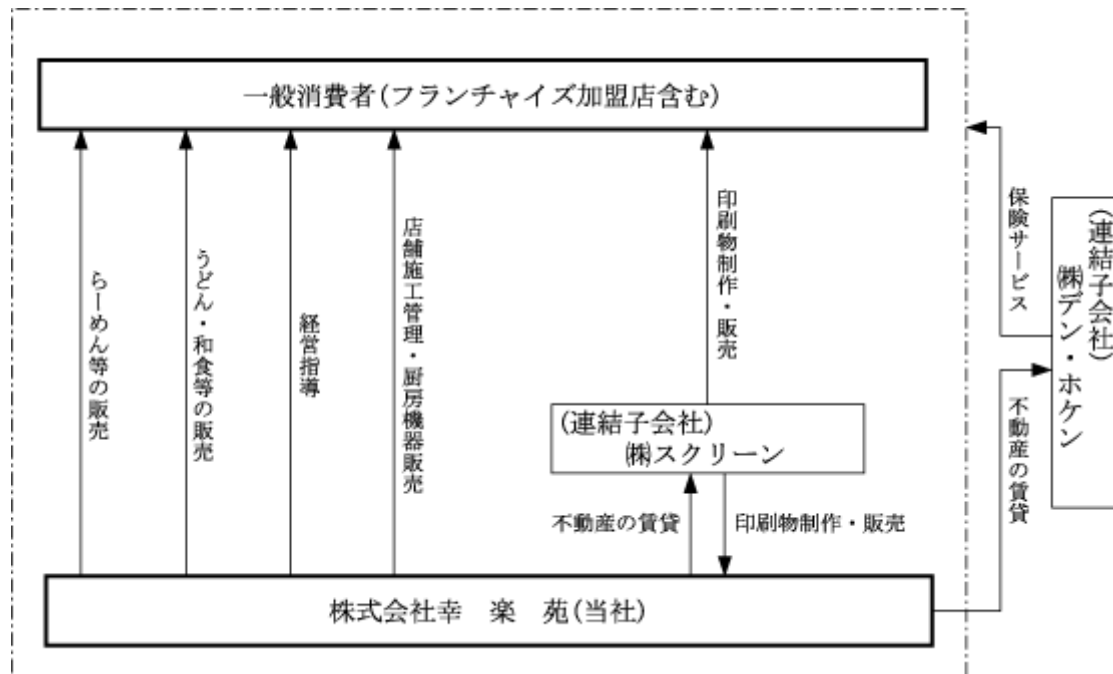 一般消費者(フランチャイズ加盟店含む)
らーめん等の販売
うどん・和食等の販売
経営指導
店舗施工管理・厨房機器販売
印刷物制作・販売
保険サービス
(連結子会社)
㈱デン・ホケン
(連結子会社)
㈱スクリーン
不動産の賃貸
印刷物制作・販売
不動産の賃貸
株式会社幸 楽 苑(当社)